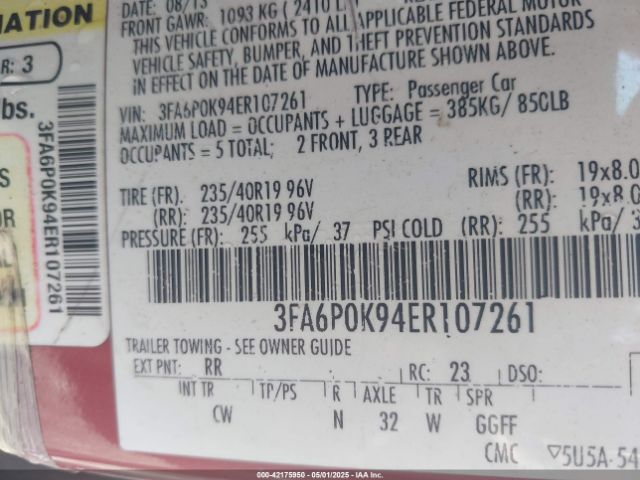 NATION
R: 3
bs.
S
OR
3FA6P0K94ER107261
DATE: 08/13
FRONT GAWR: 1093 KG ( 2410 L
THIS VEHICLE CONFORMS TO ALL APPLICABLE FEDERAL MOTOR
VEHICLE SAFETY, BUMPER, AND THEFT PREVENTION STANDARDS
IN EFFECT ON THE DATE OF MANUFACTURE SHOWN ABOVE.
VIN: 3FA6P0K94ER107261 TYPE: Passenger Car
MAXIMUM LOAD = OCCUPANTS + LUGGAGE = 385KG/ 850LB
OCCUPANTS = 5 TOTAL; 2 FRONT, 3 REAR
TIRE (FR). 235/40R19 96V RIMS (FR): 19x8.0
(RR): 235/40R19 96V (RR): 19x8.0
PRESSURE (FR): 255 kPa/ 37 PSI COLD (RR): 255 kPa/ 3
3FA6P0K94ER107261
TRAILER TOWING - SEE OWNER GUIDE
EXT PNT: RR RC: 23 DSO:
INT TR TP/PS R AXLE TR SPR
CW N 32 W GGFF
CMC ▽5U5A-54
IAA 42175950 - 05/01/2025 - IAAI.COM